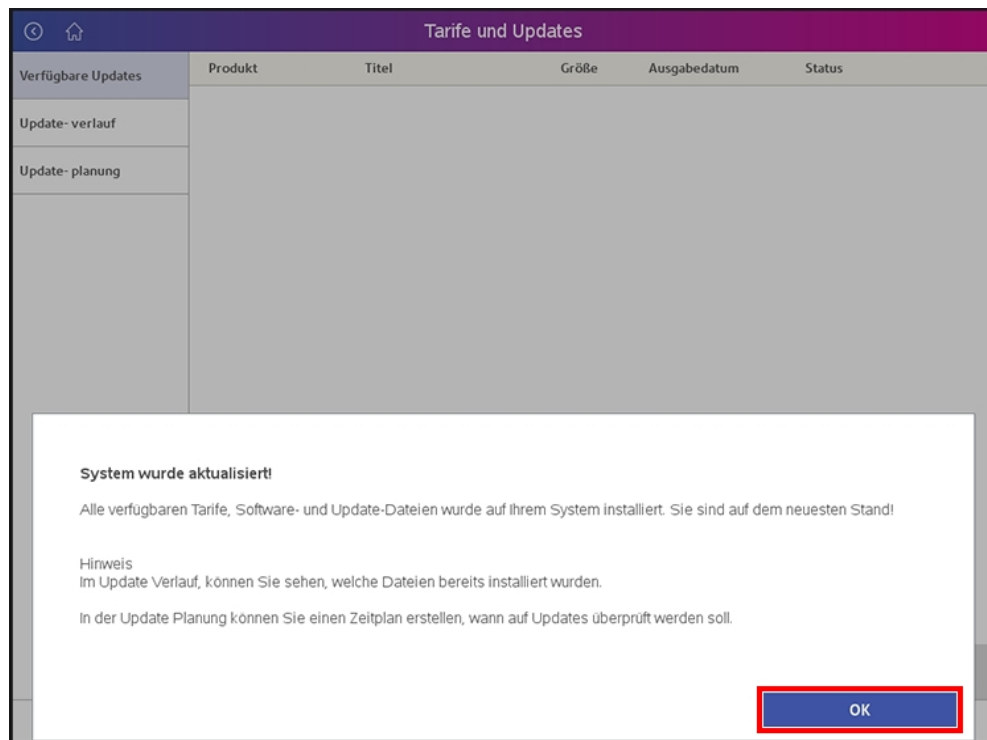 Tarife und Updates
Verfügbare Updates
Update- verlauf
Update- planung
Produkt Titel Größe Ausgabedatum Status
System wurde aktualisiert!
Alle verfügbaren Tarife, Software- und Update-Dateien wurde auf Ihrem System installiert. Sie sind auf dem neuesten Stand!
Hinweis
Im Update Verlauf, können Sie sehen, welche Dateien bereits installiert wurden.
In der Update Planung können Sie einen Zeitplan erstellen, wann auf Updates überprüft werden soll.
OK